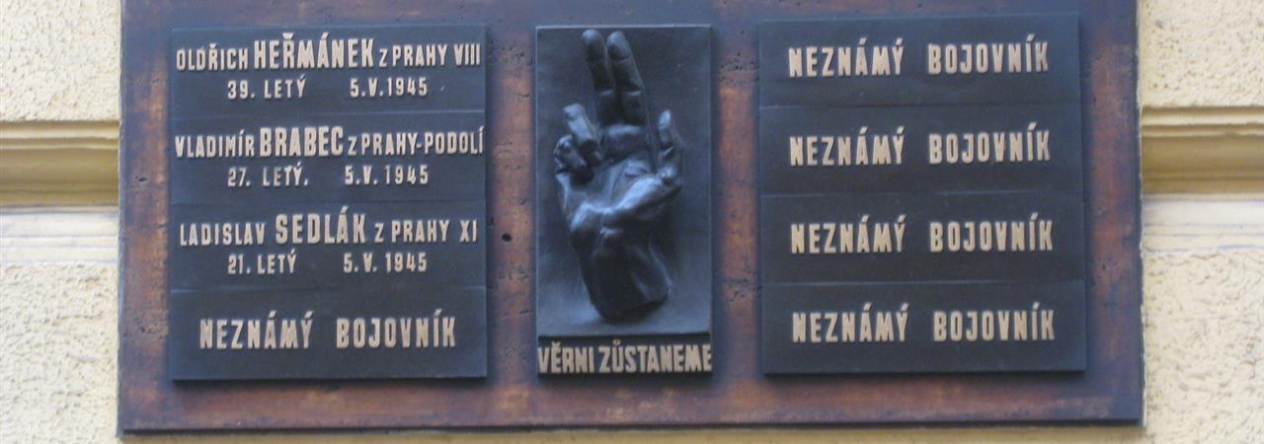 OLDŘICH HEŘMÁNEK Z PRAHY VIII
39. LETÝ 5.V.1945
VLADIMÍR BRABEC Z PRAHY-PODOLÍ
27. LETÝ. 5.V.1945
LADISLAV SEDLÁK Z PRAHY XI
21. LETÝ 5.V.1945
NEZNÁMÝ BOJOVNÍK
VĚRNI ZŮSTANEME
NEZNÁMÝ BOJOVNÍK
NEZNÁMÝ BOJOVNÍK
NEZNÁMÝ BOJOVNÍK
NEZNÁMÝ BOJOVNÍK